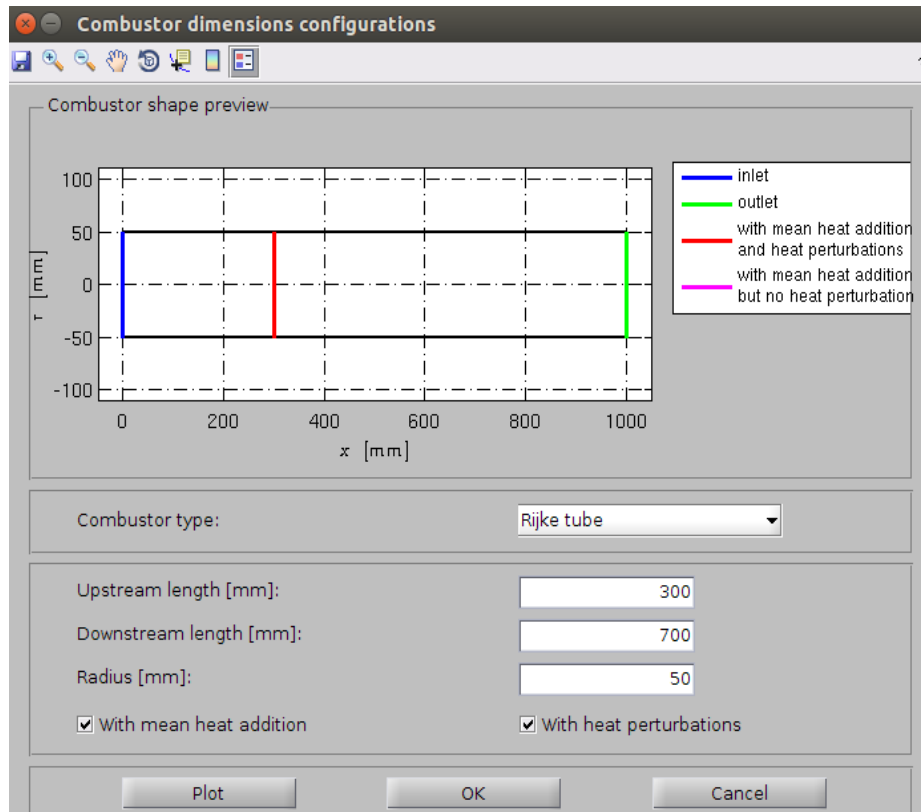 Combustor dimensions configurations
Combustor shape preview
100
50
0
-50
-100
r [mm]
0 200 400 600 800 1000
x [mm]
inlet
outlet
with mean heat addition
and heat perturbations
with mean heat addition
but no heat perturbation
Combustor type: Rijke tube
Upstream length [mm]: 300
Downstream length [mm]: 700
Radius [mm]: 50
With mean heat addition With heat perturbations
Plot OK Cancel